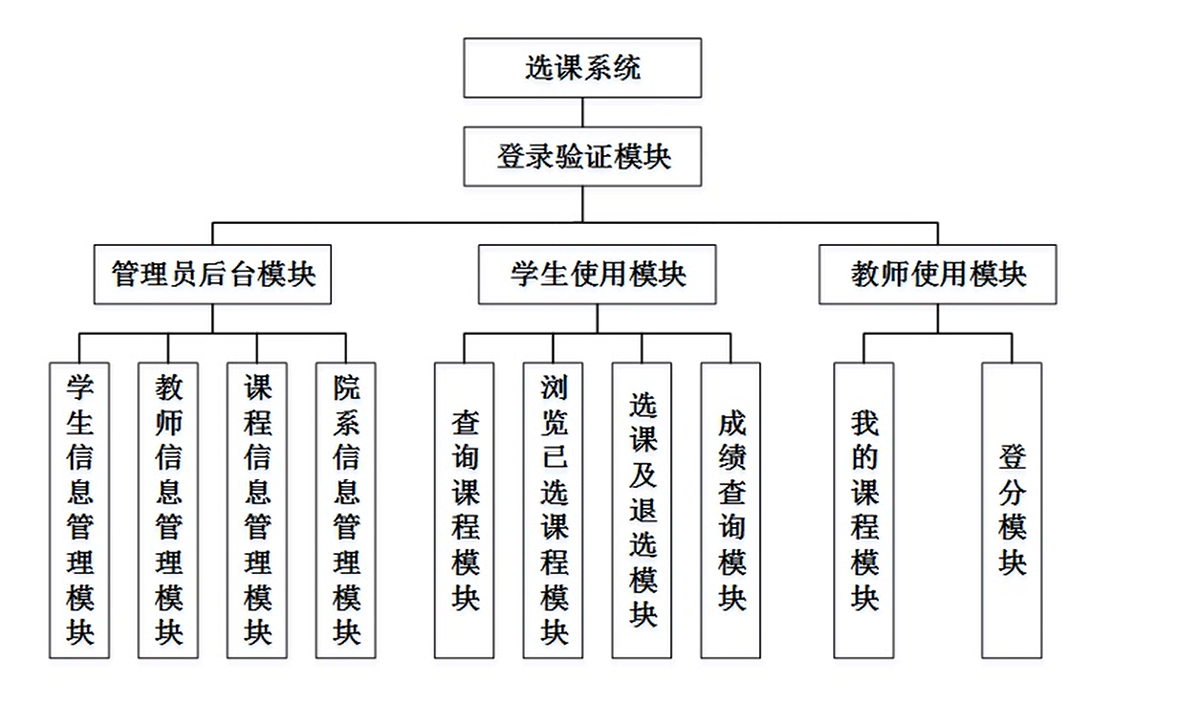 选课系统
登录验证模块
管理员后台模块
学生使用模块
教师使用模块
学生信息管理模块
教师信息管理模块
课程信息管理模块
院系信息管理模块
查询课程模块
浏览已选课程模块
选课及退选模块
成绩查询模块
我的课程模块
登分模块